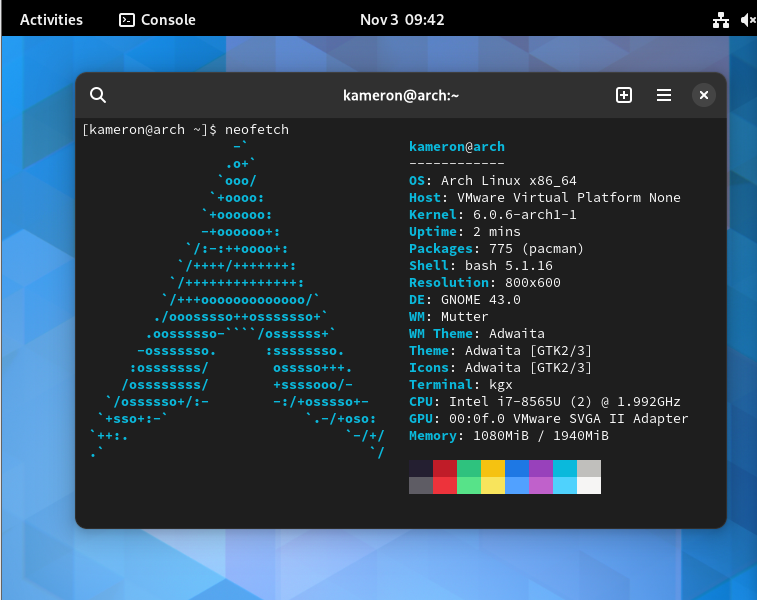 Activities Console Nov 3 09:42
kameron@arch:~
[kameron@arch ~]$ neofetch
                   -`                    kameron@arch
                  .o+`                   ------------
                 `ooo/                   OS: Arch Linux x86_64
                `+oooo:                  Host: VMware Virtual Platform None
               `+oooooo:                 Kernel: 6.0.6-arch1-1
               -+oooooo+:                Uptime: 2 mins
             `/:-:++oooo+:               Packages: 775 (pacman)
            `/++++/+++++++:              Shell: bash 5.1.16
           `/++++++++++++++:             Resolution: 800x600
          `/+++ooooooooooooo/`           DE: GNOME 43.0
         ./ooosssso++osssssso+`          WM: Mutter
        .oossssso-````/ossssss+`         WM Theme: Adwaita
       -osssssso.      :ssssssso.        Theme: Adwaita [GTK2/3]
      :osssssss/        osssso+++.       Icons: Adwaita [GTK2/3]
     /ossssssss/        +ssssooo/-       Terminal: kgx
   `/ossssso+/:-        -:/+osssso+-     CPU: Intel i7-8565U (2) @ 1.992GHz
  `+sso+:-`                 `.-/+oso:    GPU: 00:0f.0 VMware SVGA II Adapter
 `++:.                           `-/+/   Memory: 1080MiB / 1940MiB
 .`                                 `/